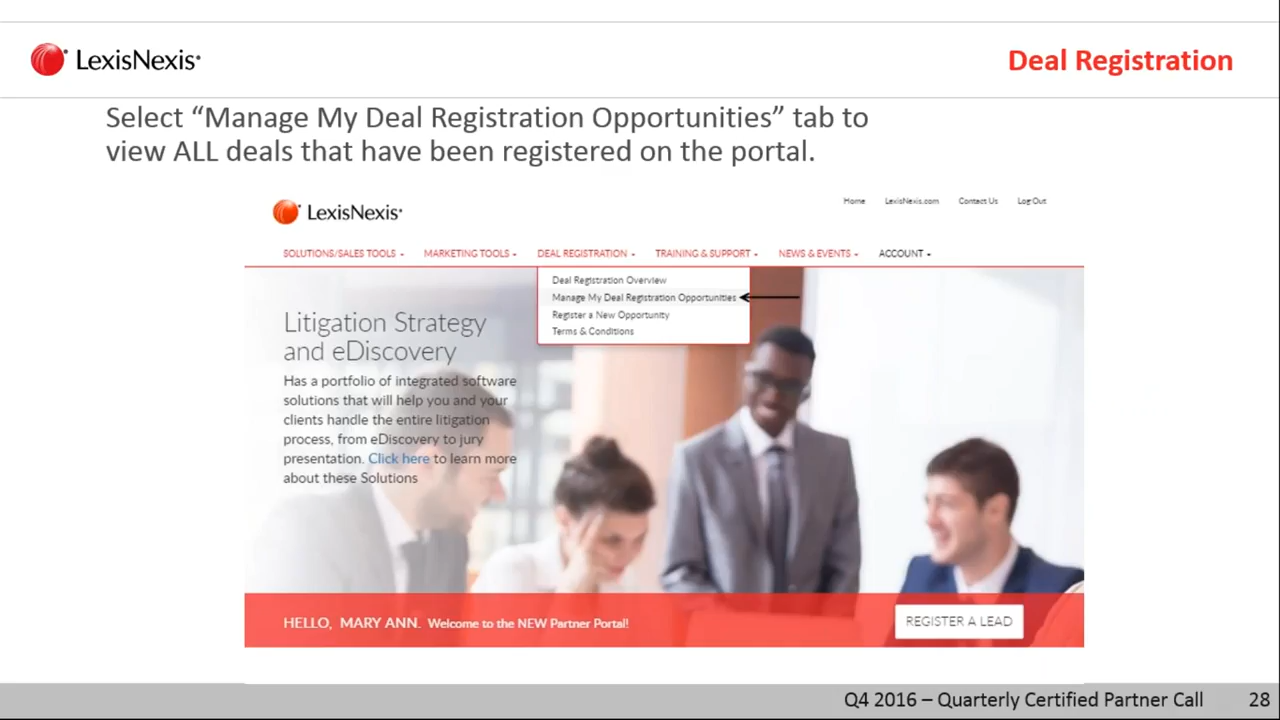 LexisNexis®
Deal Registration
Select “Manage My Deal Registration Opportunities” tab to
view ALL deals that have been registered on the portal.
LexisNexis®
Home LexisNexis.com Contact Us Log Out
SOLUTIONS/SALES TOOLS MARKETING TOOLS DEAL REGISTRATION TRAINING & SUPPORT NEWS & EVENTS ACCOUNT
Deal Registration Overview
Manage My Deal Registration Opportunities
Register a New Opportunity
Terms & Conditions
Litigation Strategy
and eDiscovery
Has a portfolio of integrated software
solutions that will help you and your
clients handle the entire litigation
process, from eDiscovery to jury
presentation. Click here to learn more
about these Solutions
HELLO, MARY ANN. Welcome to the NEW Partner Portal!
REGISTER A LEAD
Q4 2016 – Quarterly Certified Partner Call 28